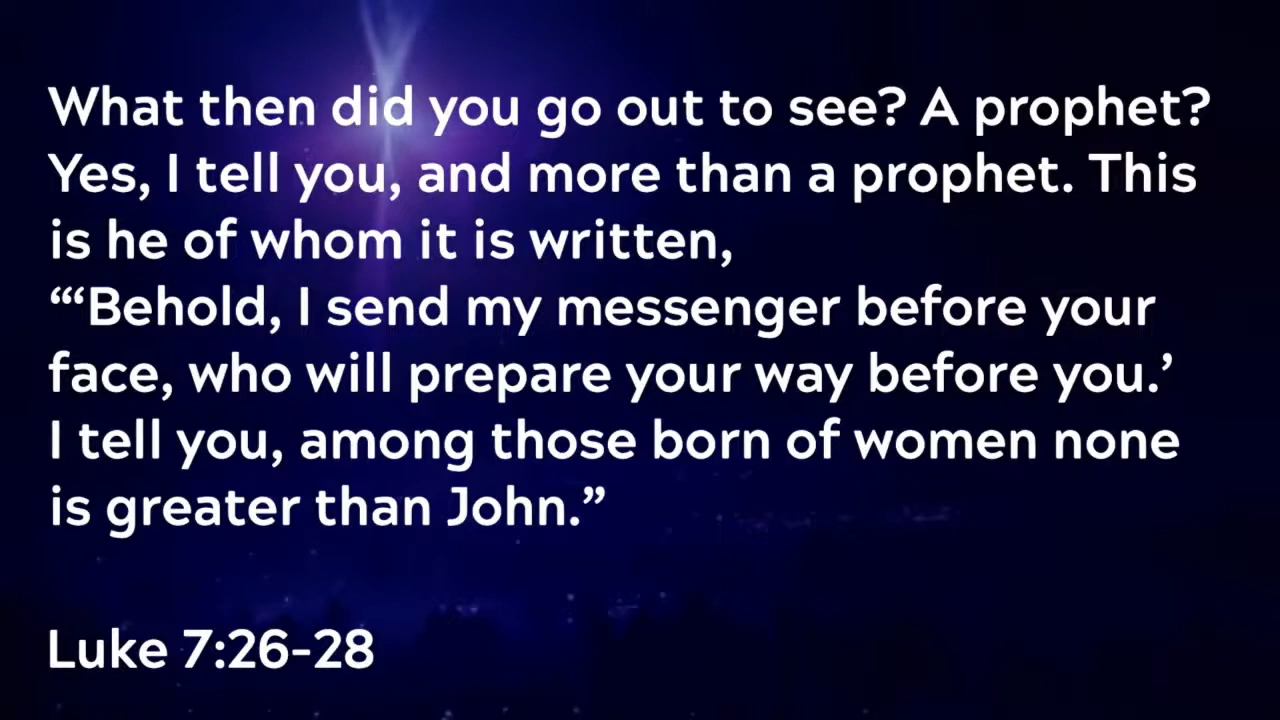 What then did you go out to see? A prophet?
Yes, I tell you, and more than a prophet. This
is he of whom it is written,
“‘Behold, I send my messenger before your
face, who will prepare your way before you.’
I tell you, among those born of women none
is greater than John.”
Luke 7:26-28